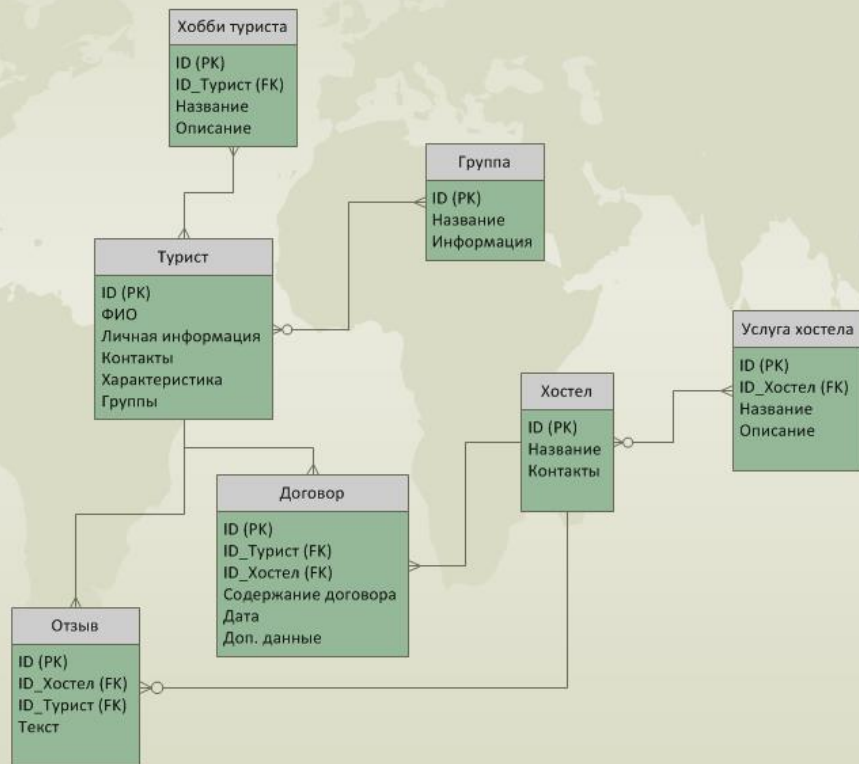 Хобби туриста
ID (PK)
ID_Турист (FK)
Название
Описание
Группа
ID (PK)
Название
Информация
Турист
ID (PK)
ФИО
Личная информация
Контакты
Характеристика
Группы
Услуга хостела
ID (PK)
ID_Хостел (FK)
Название
Описание
Хостел
ID (PK)
Название
Контакты
Договор
ID (PK)
ID_Турист (FK)
ID_Хостел (FK)
Содержание договора
Дата
Доп. данные
Отзыв
ID (PK)
ID_Хостел (FK)
ID_Турист (FK)
Текст